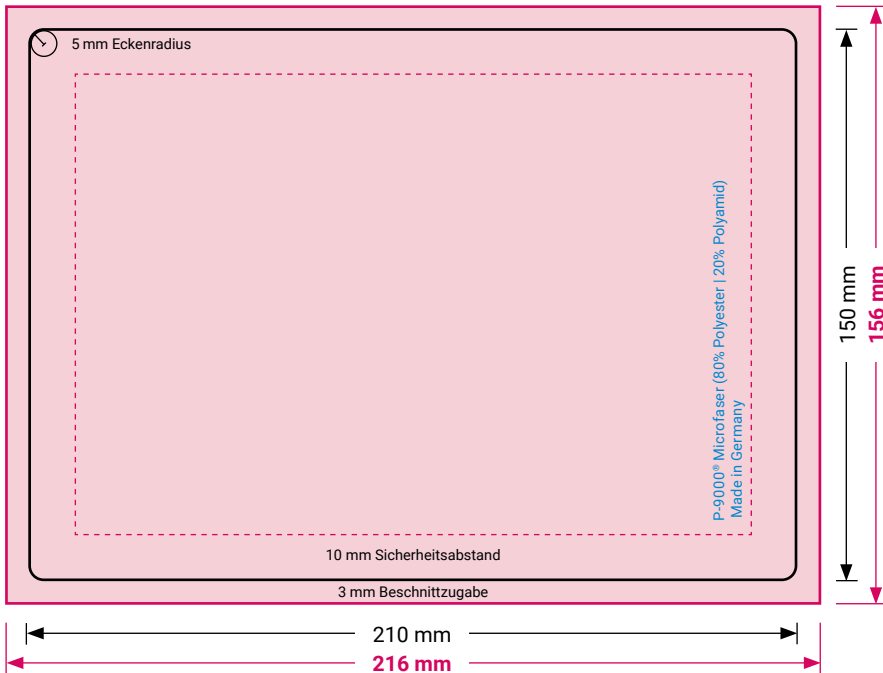 5 mm Eckenradius
P-9000® Microfaser (80% Polyester | 20% Polyamid)
Made in Germany
150 mm
156 mm
10 mm Sicherheitsabstand
3 mm Beschnittzugabe
210 mm
216 mm